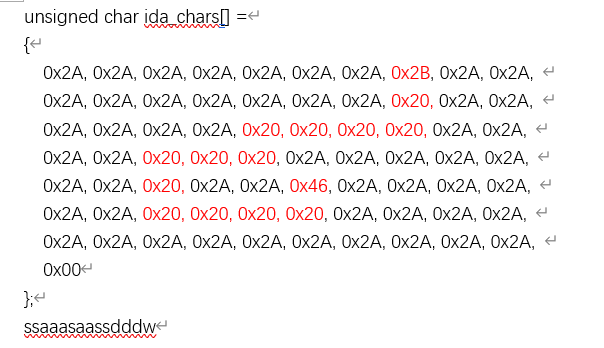 unsigned char ida_chars[] =
{
0x2A, 0x2A, 0x2A, 0x2A, 0x2A, 0x2A, 0x2A, 0x2B, 0x2A, 0x2A,
0x2A, 0x2A, 0x2A, 0x2A, 0x2A, 0x2A, 0x2A, 0x20, 0x2A, 0x2A,
0x2A, 0x2A, 0x2A, 0x2A, 0x20, 0x20, 0x20, 0x20, 0x2A, 0x2A,
0x2A, 0x2A, 0x20, 0x20, 0x20, 0x2A, 0x2A, 0x2A, 0x2A, 0x2A,
0x2A, 0x2A, 0x20, 0x2A, 0x2A, 0x46, 0x2A, 0x2A, 0x2A, 0x2A,
0x2A, 0x2A, 0x20, 0x20, 0x20, 0x20, 0x2A, 0x2A, 0x2A, 0x2A,
0x2A, 0x2A, 0x2A, 0x2A, 0x2A, 0x2A, 0x2A, 0x2A, 0x2A, 0x2A,
0x00
};
ssaaasaassdddw